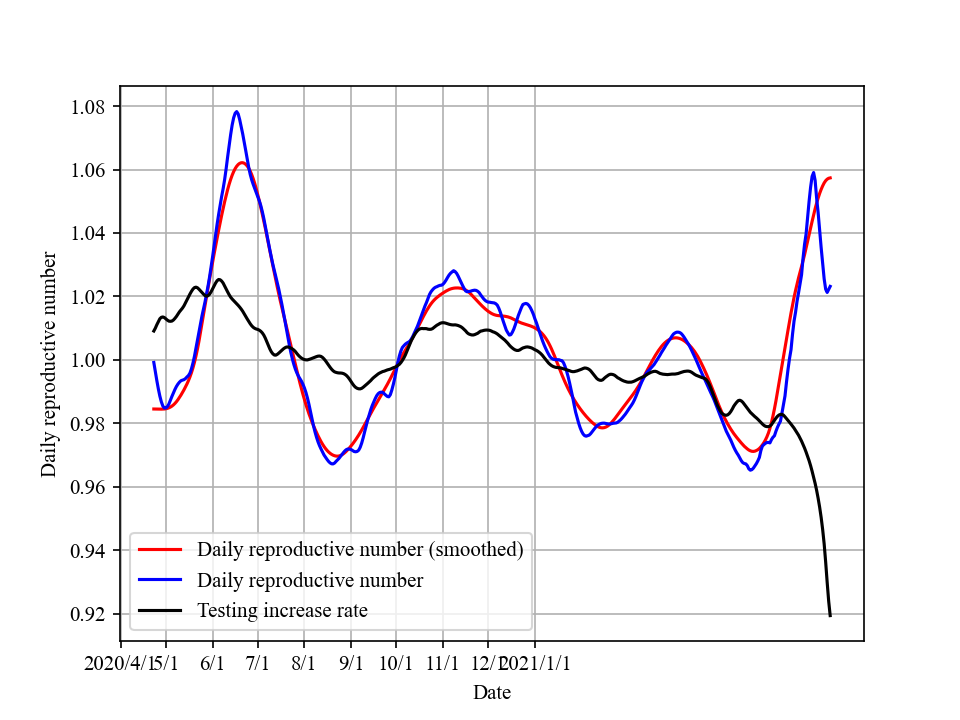 Daily reproductive number
1.08
1.06
1.04
1.02
1.00
0.98
0.96
0.94
0.92
Daily reproductive number (smoothed)
Daily reproductive number
Testing increase rate
2020/4/1 5/1 6/1 7/1 8/1 9/1 10/1 11/1 12/1 2021/1/1
Date